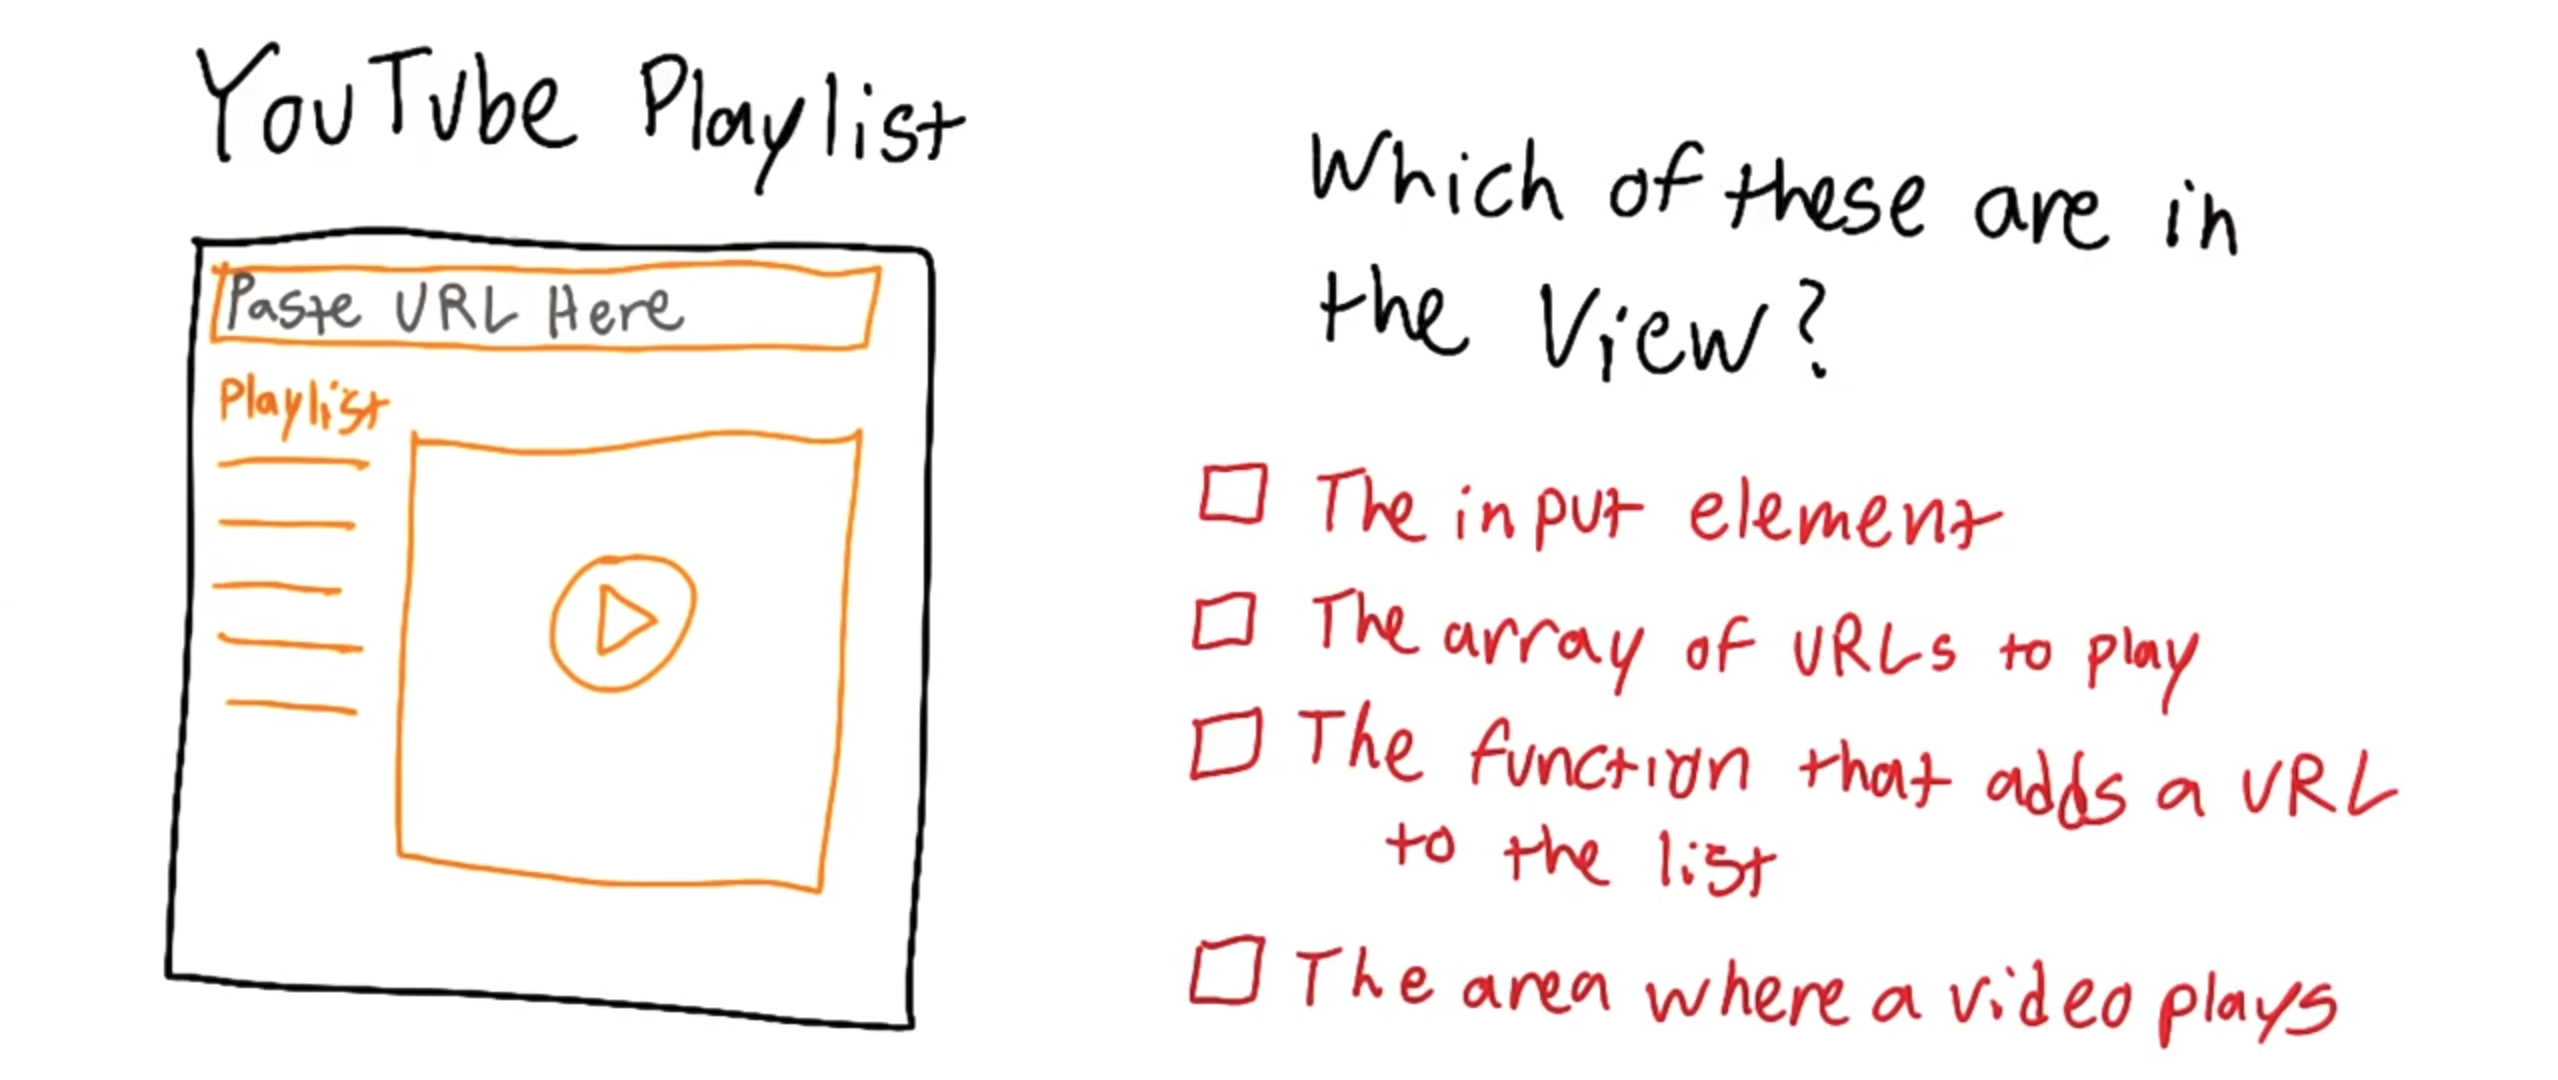 YouTube Playlist
Paste URL Here
Playlist
Which of these are in
the View?
The input element
The array of URLs to play
The function that adds a URL
to the list
The area where a video plays